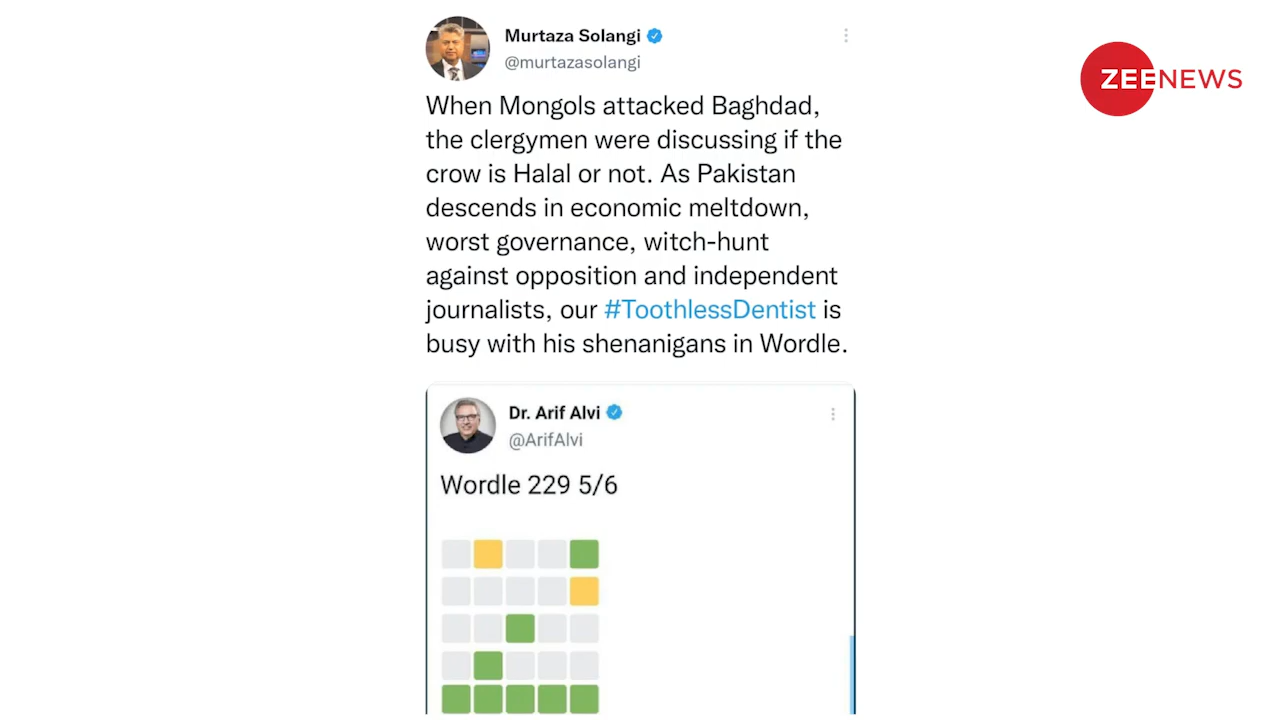 Murtaza Solangi
@murtazasolangi
ZEENEWS
When Mongols attacked Baghdad,
the clergymen were discussing if the
crow is Halal or not. As Pakistan
descends in economic meltdown,
worst governance, witch-hunt
against opposition and independent
journalists, our #ToothlessDentist is
busy with his shenanigans in Wordle.
Dr. Arif Alvi
@ArifAlvi
Wordle 229 5/6